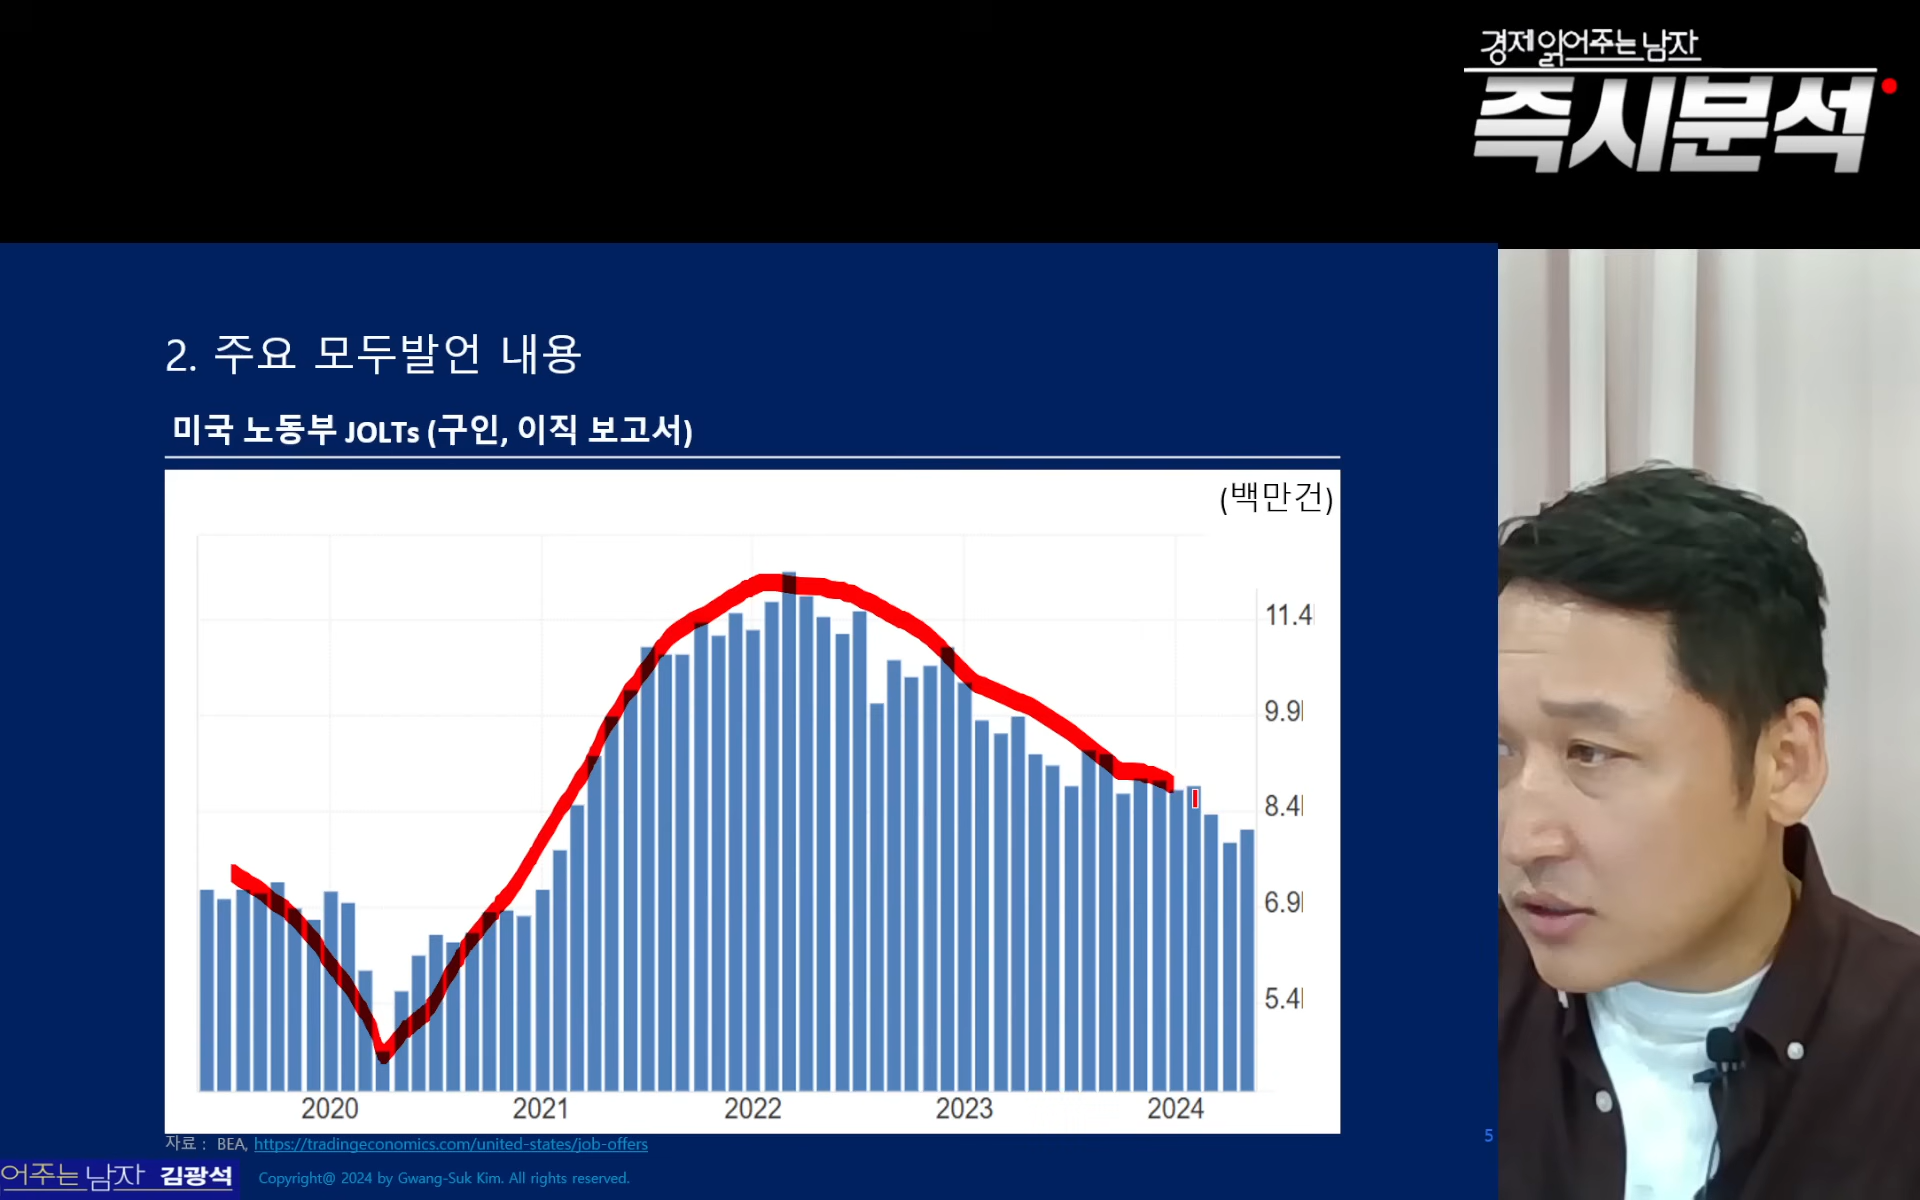 경제 읽어주는 남자
즉시분석
2. 주요 모두발언 내용
미국 노동부 JOLTs (구인, 이직 보고서)
(백만건)
11.4
9.9
8.4
6.9
5.4
2020 2021 2022 2023 2024
자료 : BEA, https://tradingeconomics.com/united-states/job-offers
5
어주는 남자 김광석
Copyright@ 2024 by Gwang-Suk Kim. All rights reserved.